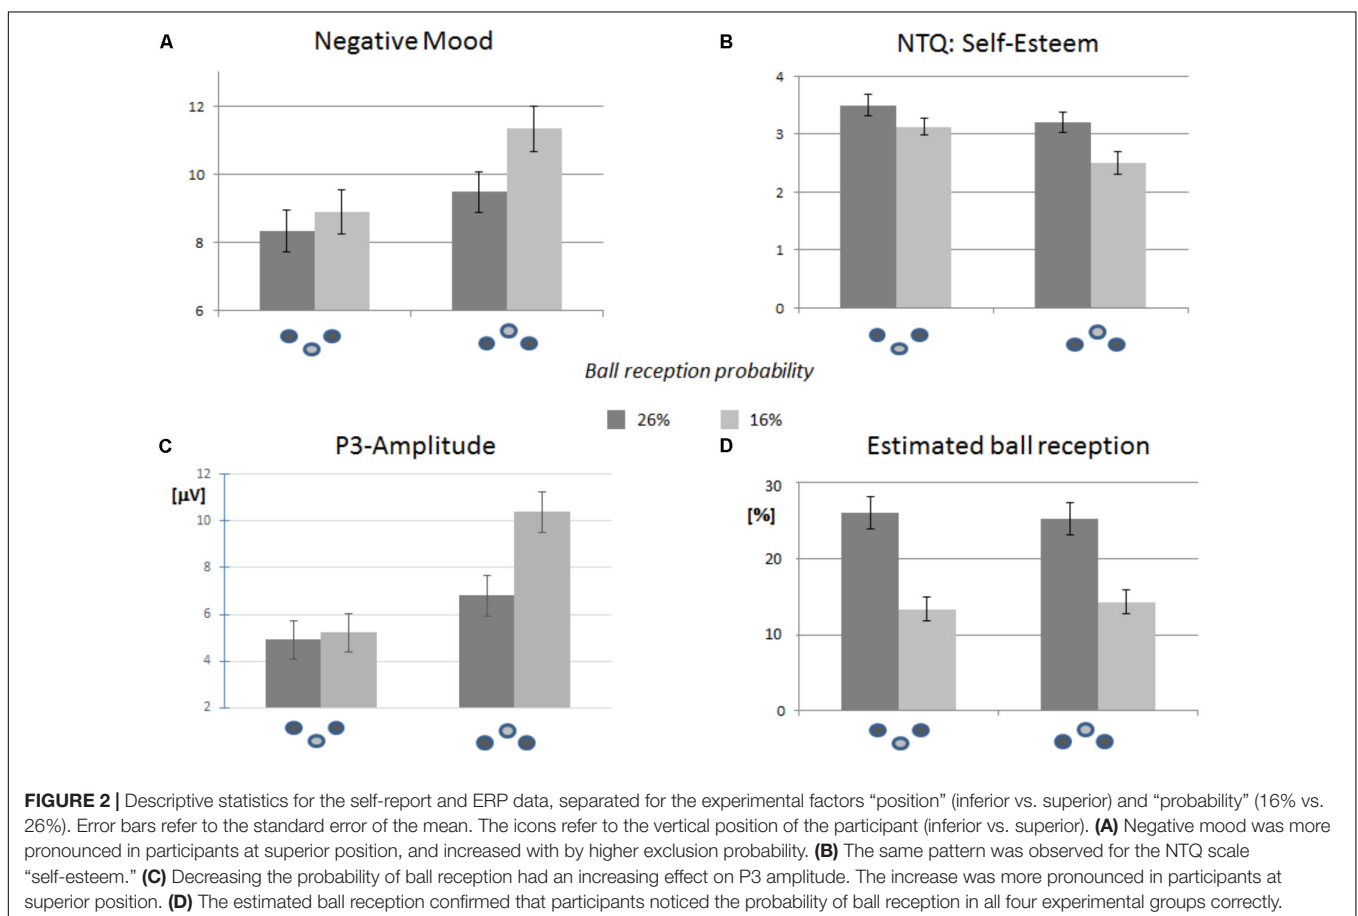 A
Negative Mood
12
10
8
6
B
NTQ: Self-Esteem
4
3
2
1
0
Ball reception probability
26%
16%
C
P3-Amplitude
[µV]
12
10
8
6
4
2
D
Estimated ball reception
[%]
30
20
10
0
FIGURE 2 | Descriptive statistics for the self-report and ERP data, separated for the experimental factors “position” (inferior vs. superior) and “probability” (16% vs.
26%). Error bars refer to the standard error of the mean. The icons refer to the vertical position of the participant (inferior vs. superior). (A) Negative mood was more
pronounced in participants at superior position, and increased with by higher exclusion probability. (B) The same pattern was observed for the NTQ scale
“self-esteem.” (C) Decreasing the probability of ball reception had an increasing effect on P3 amplitude. The increase was more pronounced in participants at
superior position. (D) The estimated ball reception confirmed that participants noticed the probability of ball reception in all four experimental groups correctly.